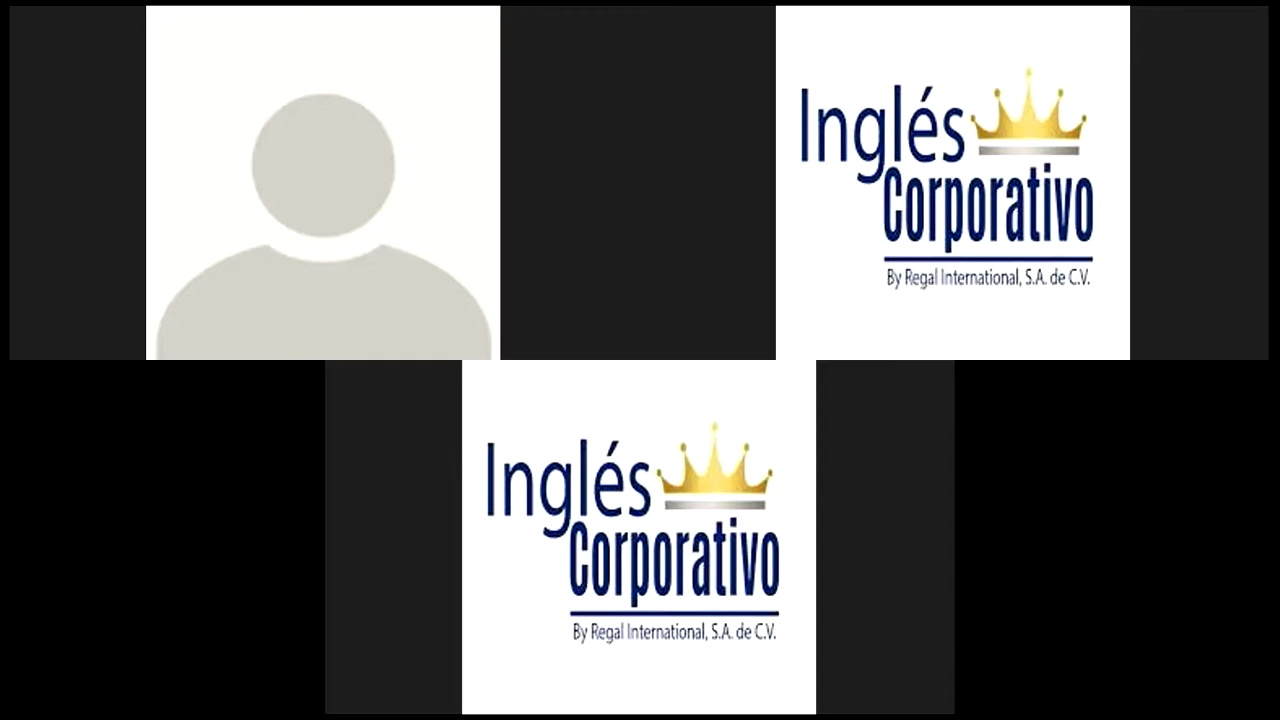 Inglés
Corporativo
By Regal International, S.A. de C.V.
Inglés
Corporativo
By Regal International, S.A. de C.V.